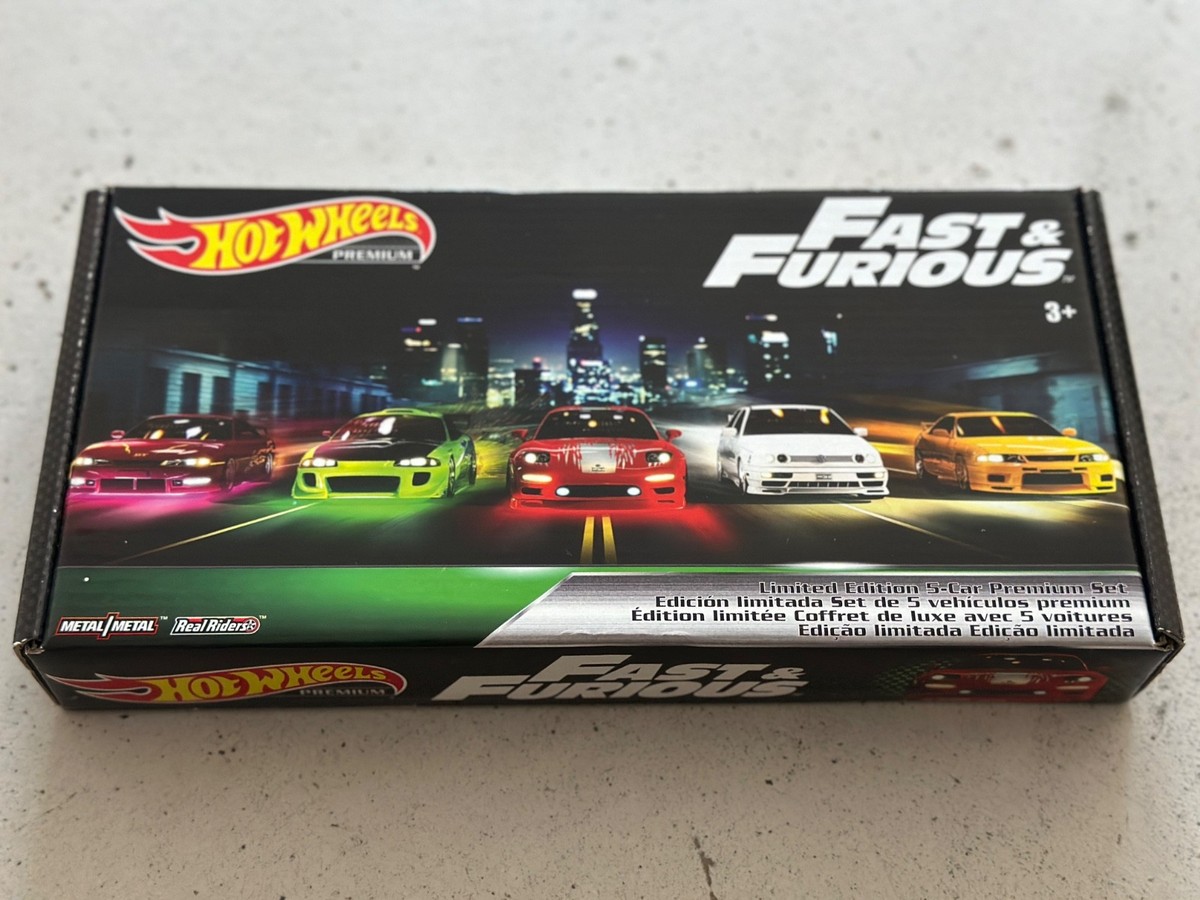 HOT WHEELS
PREMIUM
FAST &
FURIOUS
3+
Limited Edition 5-Car Premium Set
Edición limitada Set de 5 vehículos premium
Édition limitée Coffret de luxe avec 5 voitures
Edição limitada Edição limitada
METAL/METAL™
Real Riders™
HOT WHEELS
PREMIUM
FAST &
FURIOUS